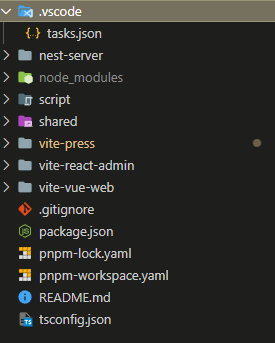 .vscode
tasks.json
nest-server
node_modules
script
shared
vite-press
vite-react-admin
vite-vue-web
.gitignore
package.json
pnpm-lock.yaml
pnpm-workspace.yaml
README.md
tsconfig.json